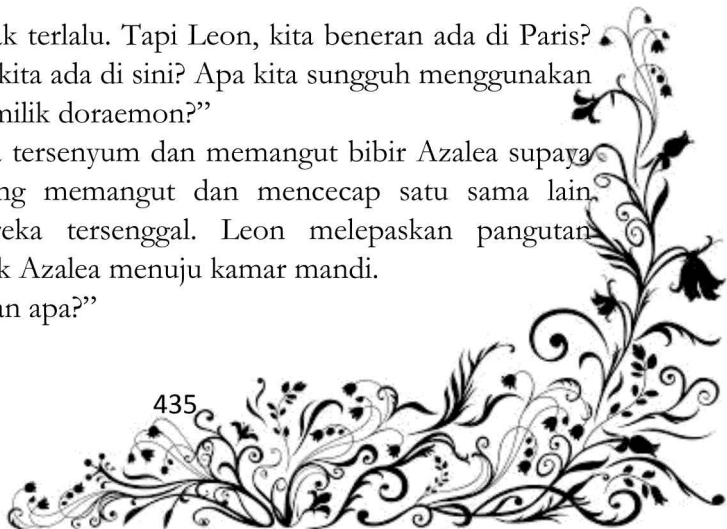 k terlalu. Tapi Leon, kita beneran ada di Paris?
kita ada di sini? Apa kita sungguh menggunakan
milik doraemon?”
tersenyum dan memangut bibir Azalea supaya
ng memangut dan mencecap satu sama lain
reka tersenggal. Leon melepaskan pangutan
k Azalea menuju kamar mandi.
an apa?”
435